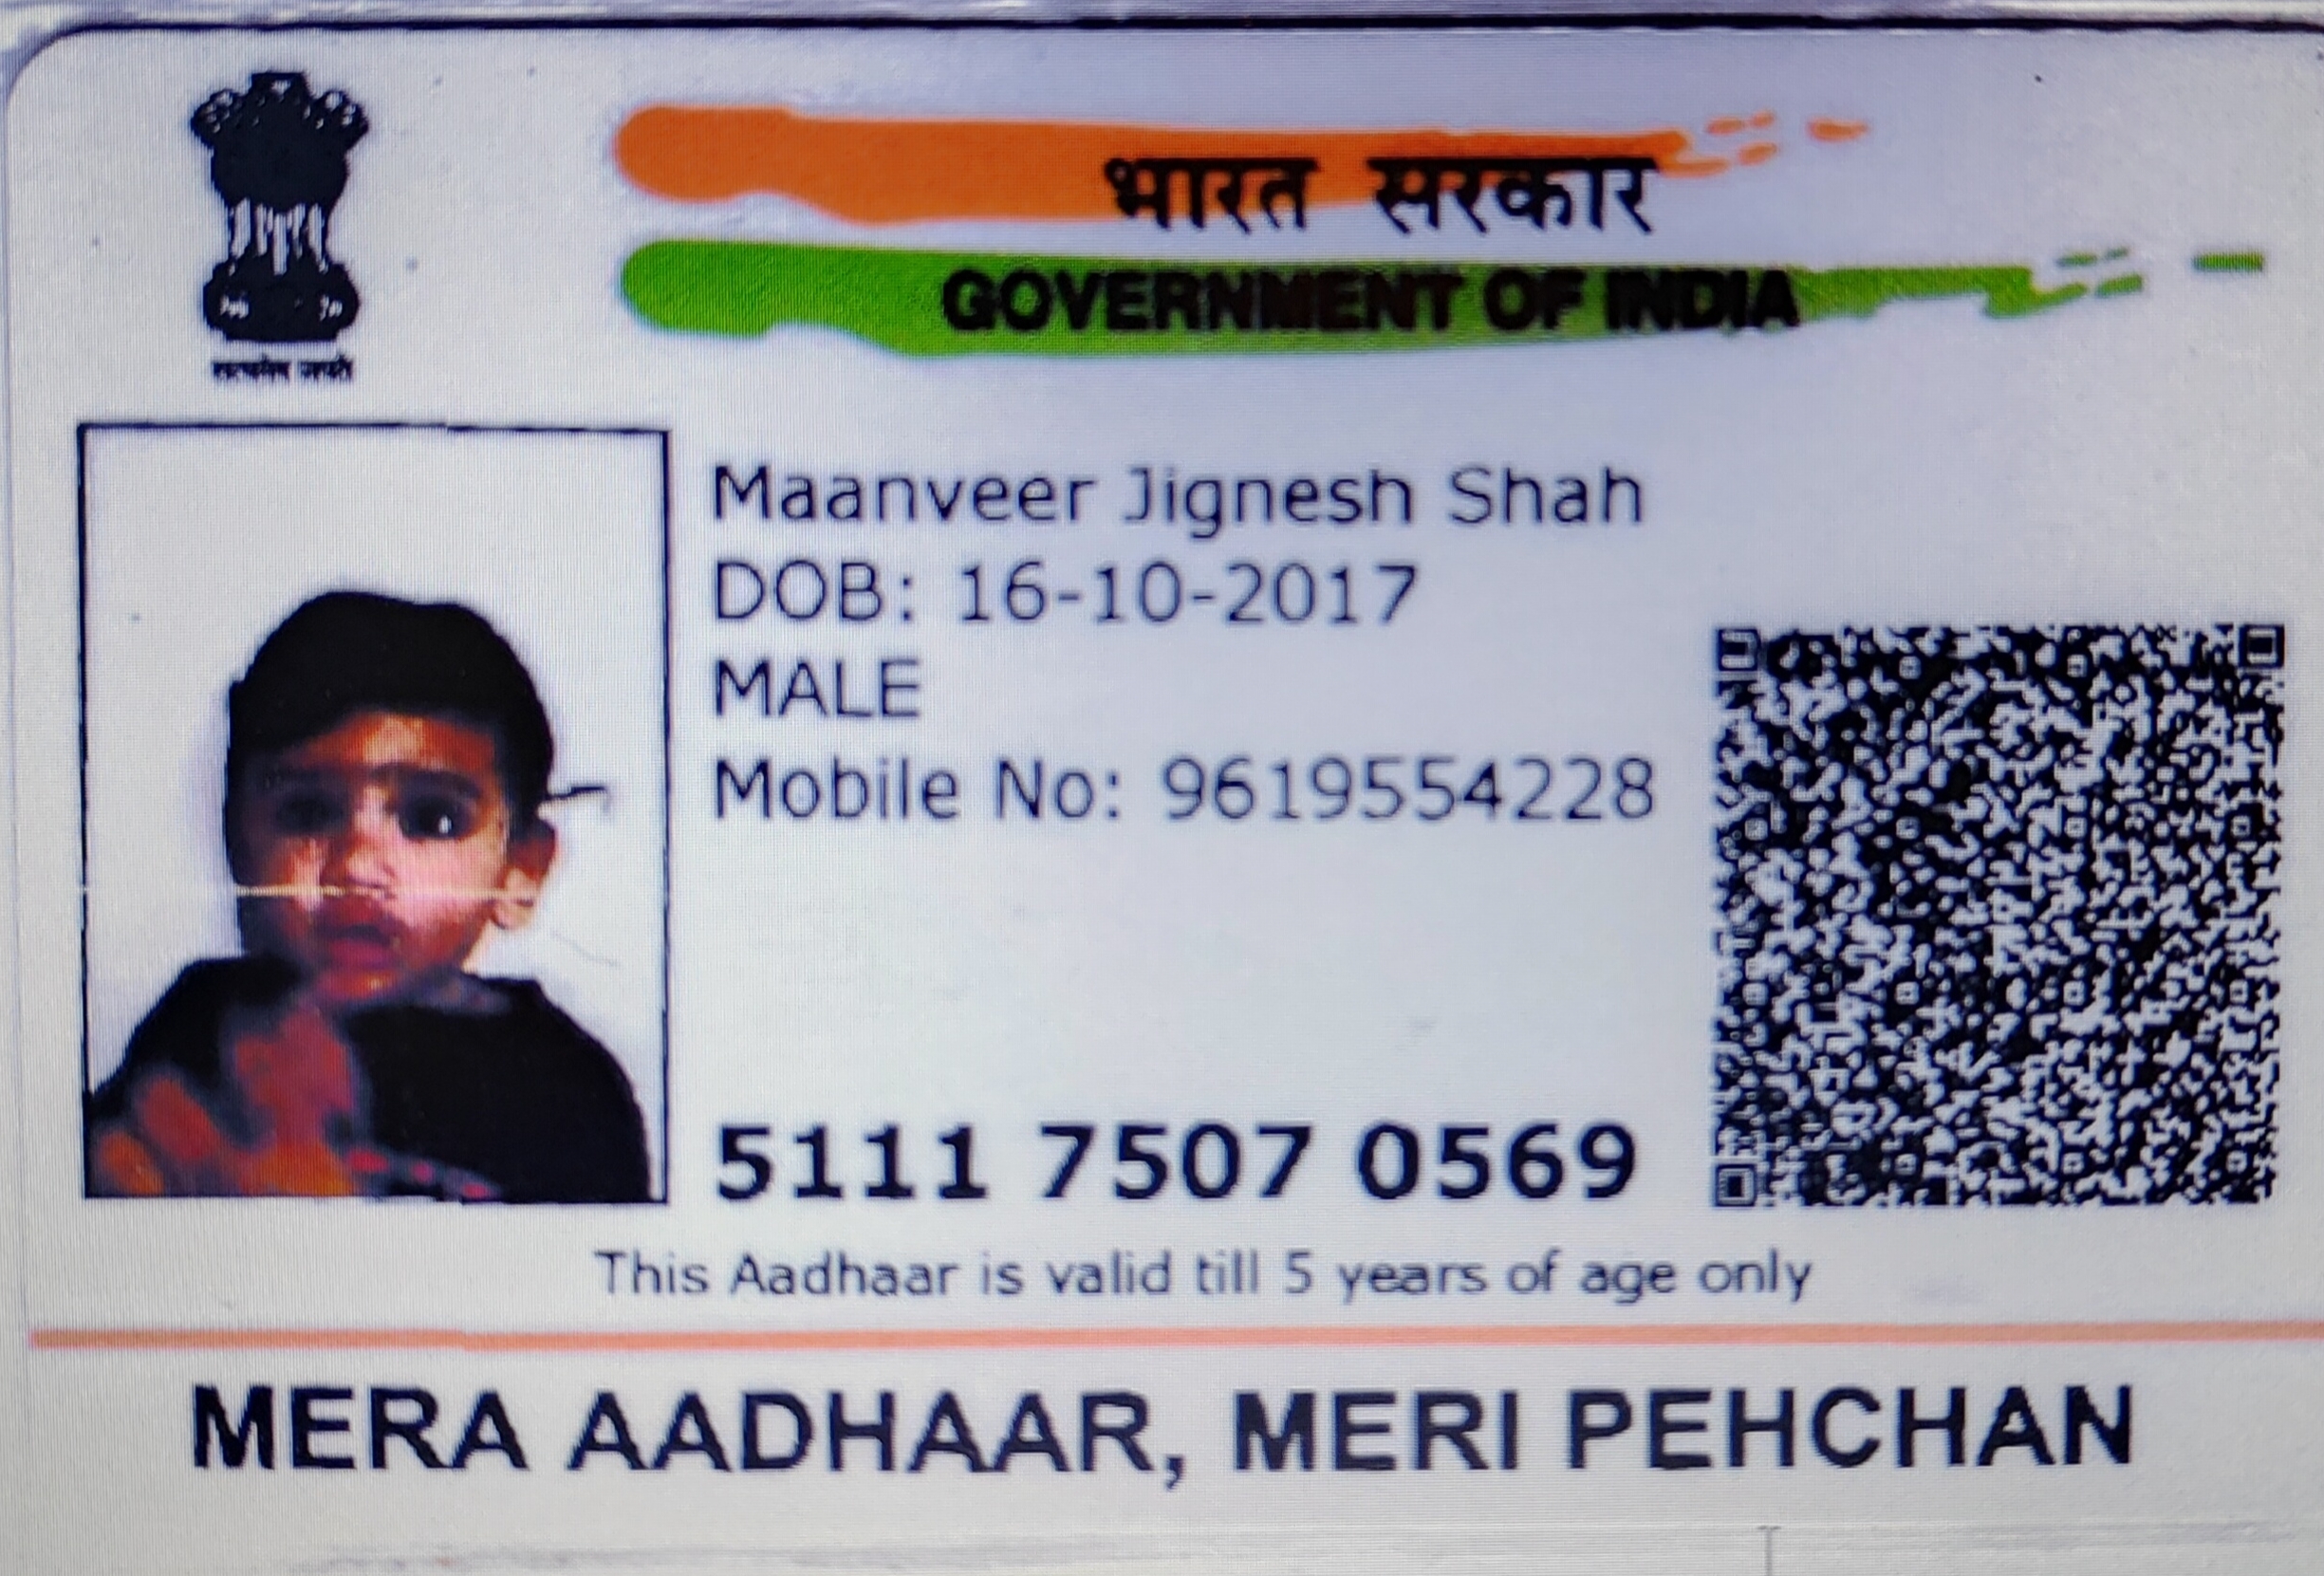 भारत सरकार
GOVERNMENT OF INDIA
सत्यमेव जयते
Maanveer Jignesh Shah
DOB: 16-10-2017
MALE
Mobile No: 9619554228
5111 7507 0569
This Aadhaar is valid till 5 years of age only
MERA AADHAAR, MERI PEHCHAN